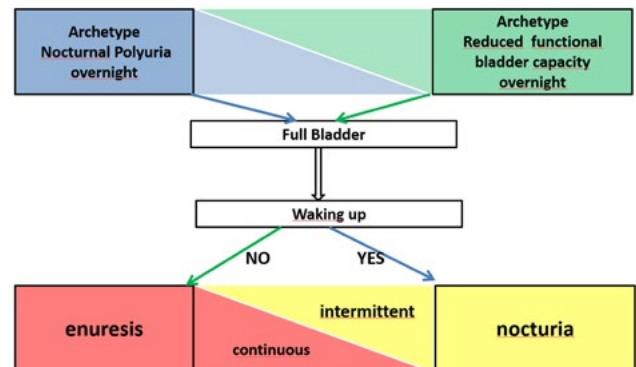 Archetype
Nocturnal Polyuria
overnight
Archetype
Reduced functional
bladder capacity
overnight
Full Bladder
Waking up
NO
YES
enuresis
intermittent
continuous
nocturia